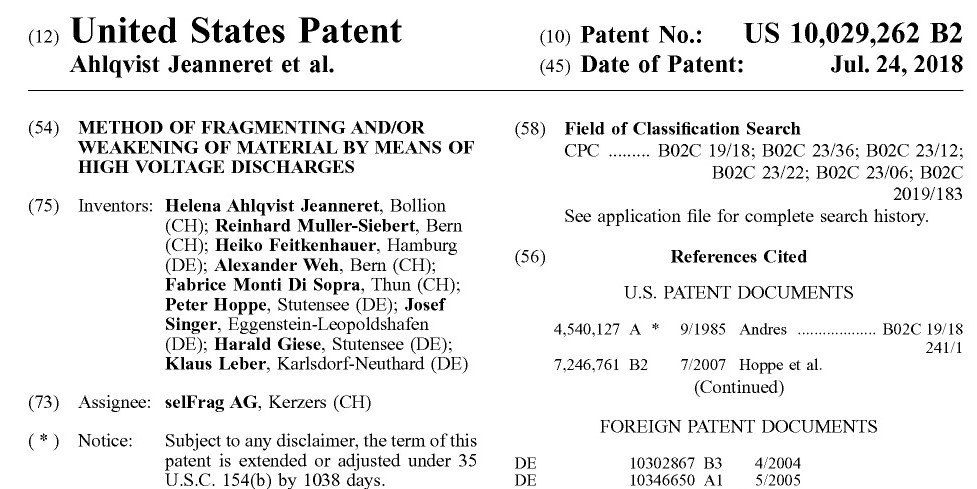 (12) United States Patent
Ahlqvist Jeanneret et al.
(10) Patent No.: US 10,029,262 B2
(45) Date of Patent: Jul. 24, 2018
(54) METHOD OF FRAGMENTING AND/OR
WEAKENING OF MATERIAL BY MEANS OF
HIGH VOLTAGE DISCHARGES
(75) Inventors: Helena Ahlqvist Jeanneret, Bollion
(CH); Reinhard Muller-Siebert, Bern
(CH); Heiko Feitkenhauer, Hamburg
(DE); Alexander Weh, Bern (CH);
Fabrice Monti Di Sopra, Thun (CH);
Peter Hoppe, Stutensee (DE); Josef
Singer, Eggenstein-Leopoldshafen
(DE); Harald Giese, Stutensee (DE);
Klaus Leber, Karlsdorf-Neuthard (DE)
(73) Assignee: selFrag AG, Kerzers (CH)
( * ) Notice: Subject to any disclaimer, the term of this
patent is extended or adjusted under 35
U.S.C. 154(b) by 1038 days.
(58) Field of Classification Search
CPC ......... B02C 19/18; B02C 23/36; B02C 23/12;
B02C 23/22; B02C 23/06; B02C
2019/183
See application file for complete search history.
(56) References Cited
U.S. PATENT DOCUMENTS
4,540,127 A * 9/1985 Andres ................... B02C 19/18
241/1
7,246,761 B2 7/2007 Hoppe et al.
(Continued)
FOREIGN PATENT DOCUMENTS
DE 10302867 B3 4/2004
DE 10346650 A1 5/2005